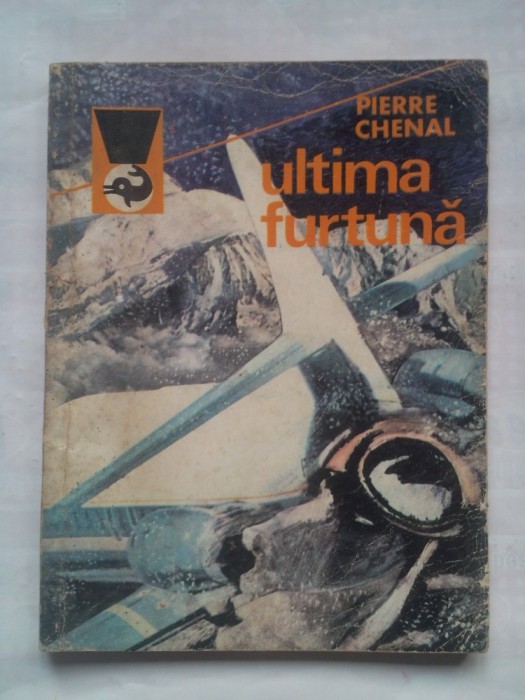 PIERRE
CHENAL
ultima
furtună